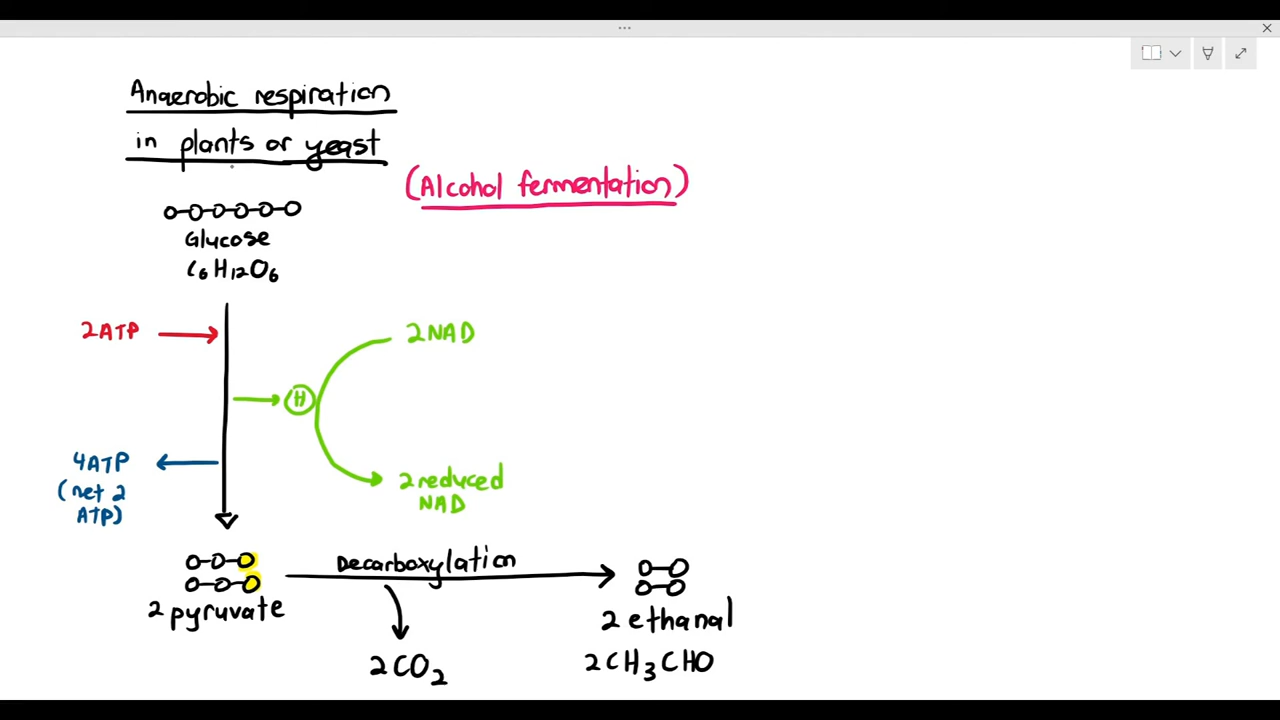 Anaerobic respiration
in plants or yeast
(Alcohol fermentation)
Glucose
C6H12O6
2ATP
2NAD
H
4ATP
(net 2
ATP)
2 reduced
NAD
Decarboxylation
2 pyruvate
2CO2
2 ethanal
2CH3CHO